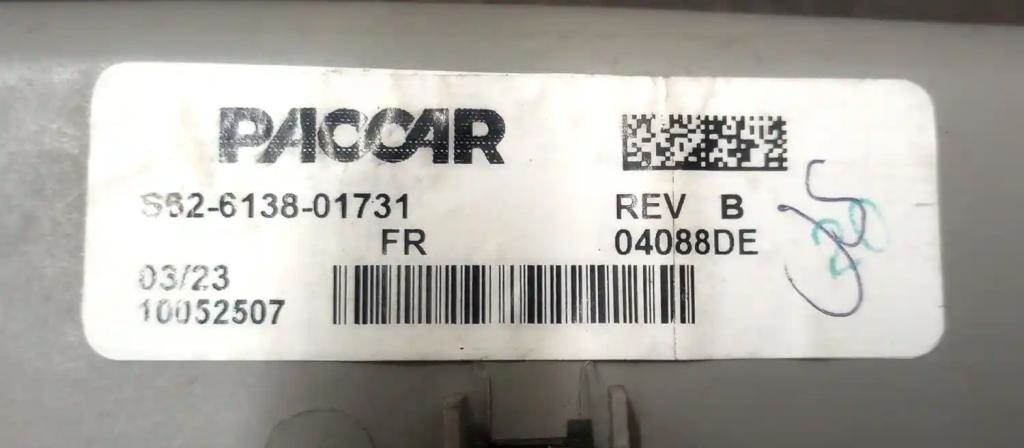 PACCAR
S62-6138-01731
REV B
FR
04088DE
03/23
10052507